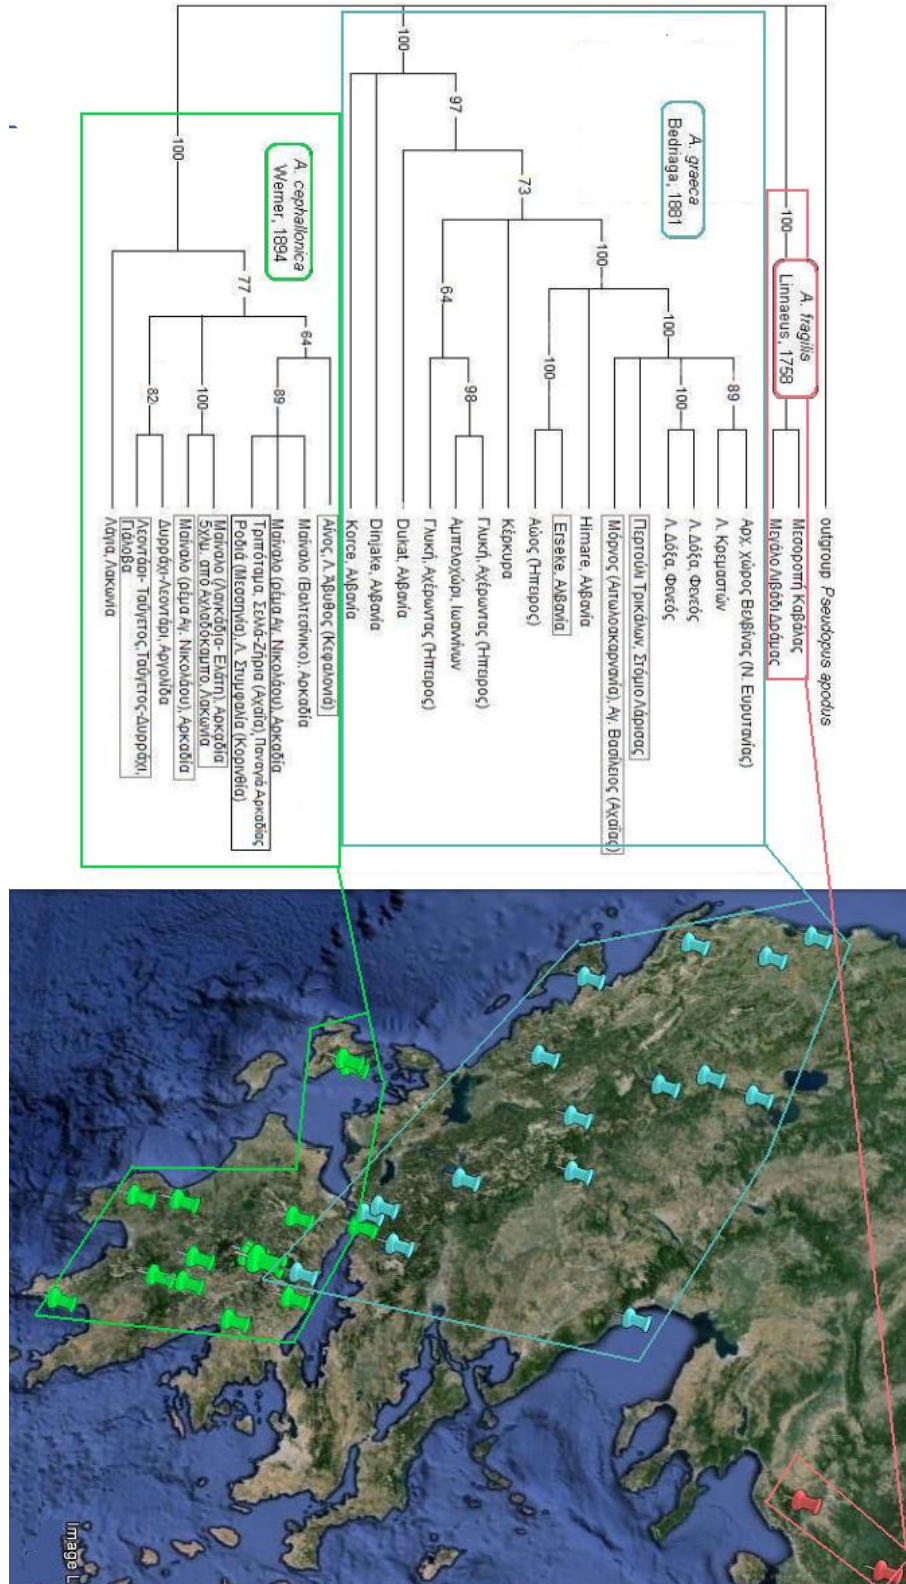 outgroup Pseudopus apodus
A. fragilis
Linnaeus, 1758
100
Μεσοροπή Καβάλας
Μεγάλο Λιβάδι Δράμας
A. graeca
Bedriaga, 1881
89
Αρχ. χώρος Βελβίνας (Ν. Ευρυτανίας)
Λ. Κρεμαστών
100
100
Λ. Δόξα, Φενεός
Λ. Δόξα, Φενεός
Περτούλι Τρικάλων, Στόμιο Λάρισας
Μόρνος (Αιτωλοακαρνανία), Αγ. Βασίλειος (Αχαΐας)
100
Himare, Αλβανία
100
Erseke, Αλβανία
Αώος (Ήπειρος)
73
Κέρκυρα
98
Γλυκή, Αχέρωντας (Ήπειρος)
Αμπελοχώρι, Ιωαννίνων
64
Γλυκή, Αχέρωντας (Ήπειρος)
97
Dukat, Αλβανία
100
Dinjake, Αλβανία
Korce, Αλβανία
A. cephallonica
Werner, 1894
64
Αίνος, Λ. Άβυθος (Κεφαλονιά)
Μαίναλο (Βαλτεσίνικο), Αρκαδία
89
Μαίναλο (ρέμα Αγ. Νικολάου), Αρκαδία
Τριπόταμα, Σελλά-Ζήρια (Αχαΐα), Παναγιά Αρκαδίας
Ροδιά (Μεσσηνία), Λ. Στυμφαλία (Κορινθία)
77
100
Μαίναλο (Λαγκάδια- Ελάτη), Αρκαδία
5χλμ. από Αχλαδόκαμπο, Λακωνία
Μαίναλο (ρέμα Αγ. Νικολάου), Αρκαδία
82
Δυρράχι-Λεοντάρι, Αργολίδα
Λεοντάρι- Ταΰγετος, Ταΰγετος-Δυρράχι,
Γιάλοβα
100
Λάγια, Λακωνία
Image L